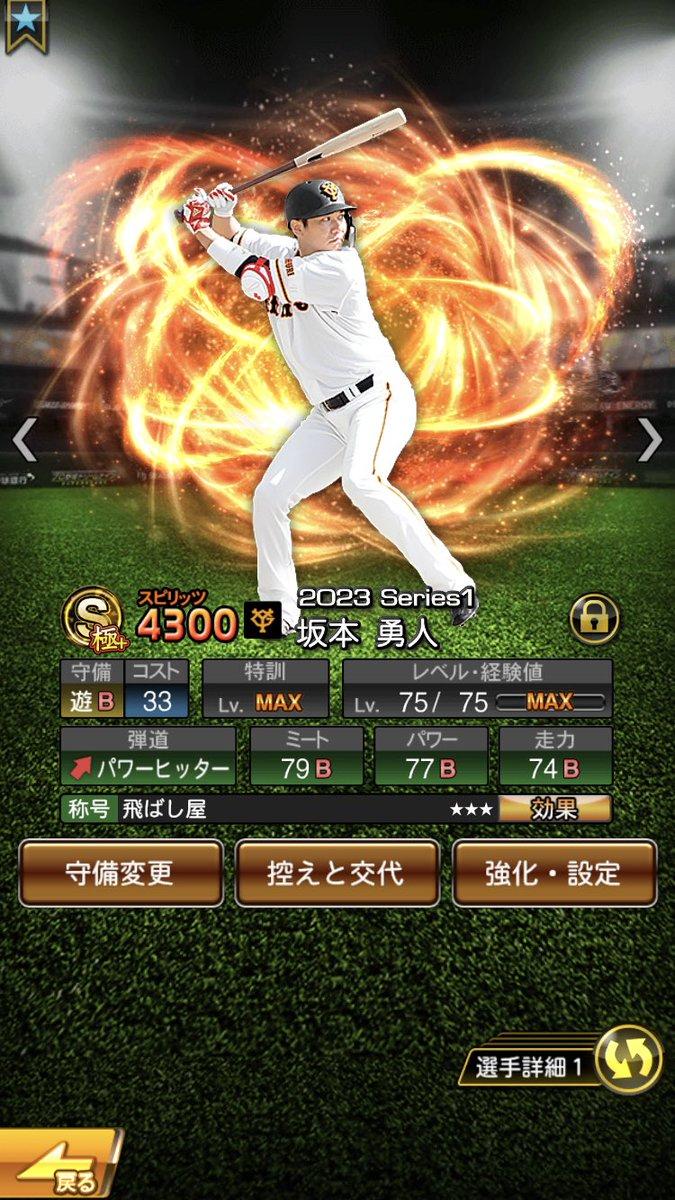 S極+
スピリッツ
4300
2023 Series1
坂本 勇人
守備 コスト 特訓 レベル・経験値
遊B 33 Lv. MAX Lv. 75/ 75 MAX
弾道 ミート パワー 走力
パワーヒッター 79 B 77 B 74 B
称号 飛ばし屋 ★★★ 効果
守備変更 控えと交代 強化・設定
選手詳細1
戻る